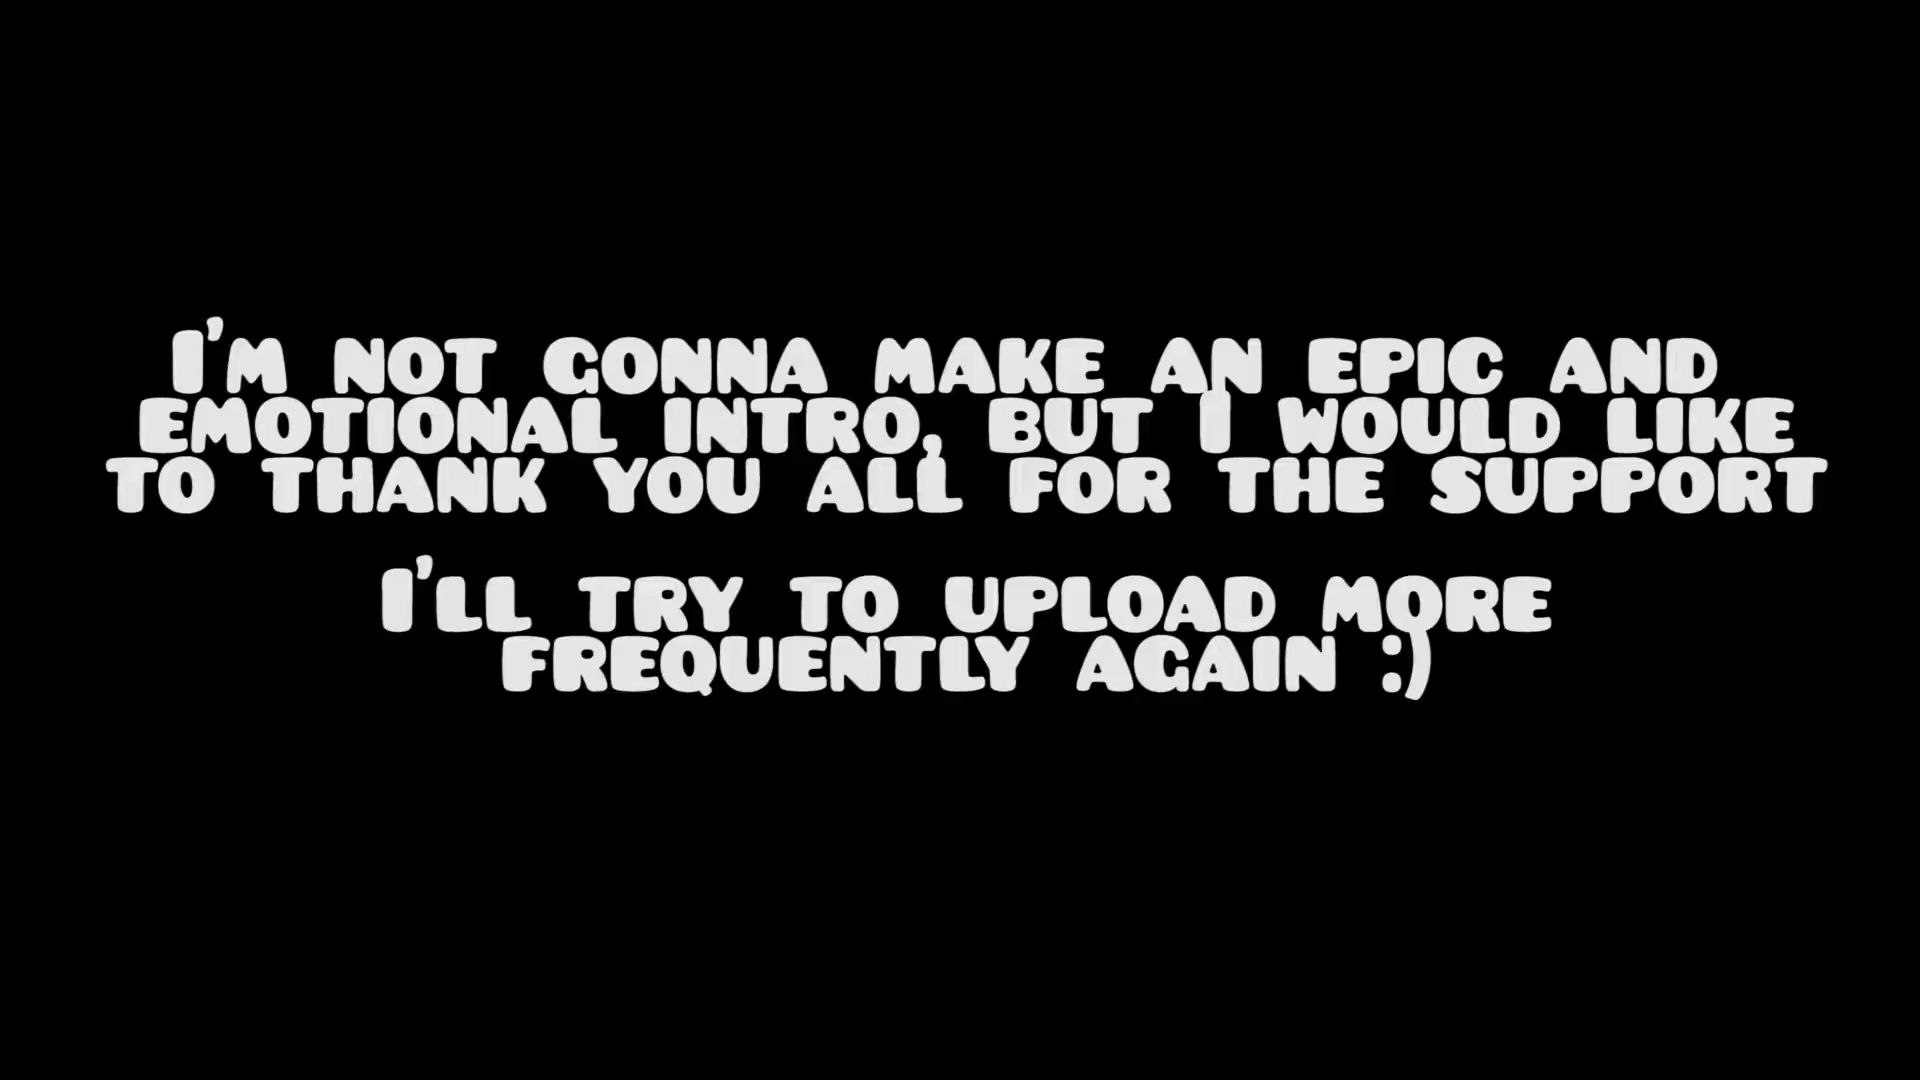 I'm not gonna make an epic and
emotional intro, but I would like
to thank you all for the support
I'll try to upload more
frequently again :)